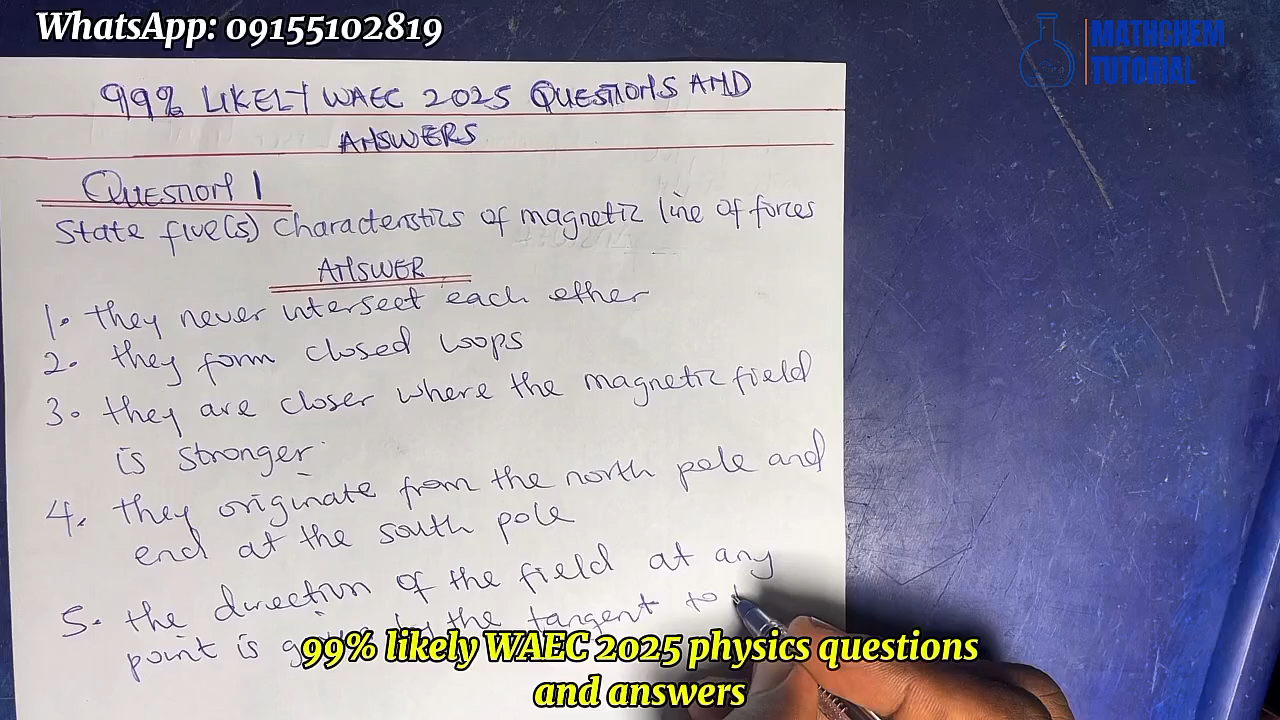 WhatsApp: 09155102819
MATHCHEM
TUTORIAL
99% LIKELY WAEC 2025 QUESTIONS AND
ANSWERS
QUESTION 1
State five(5) characteristics of magnetic line of forces
ANSWER
1. they never intersect each other
2. they form closed loops
3. they are closer where the magnetic field
is stronger.
4. they originate from the north pole and
end at the south pole
5. the direction of the field at any
point is the tangent to
99% likely WAEC 2025 physics questions
and answers